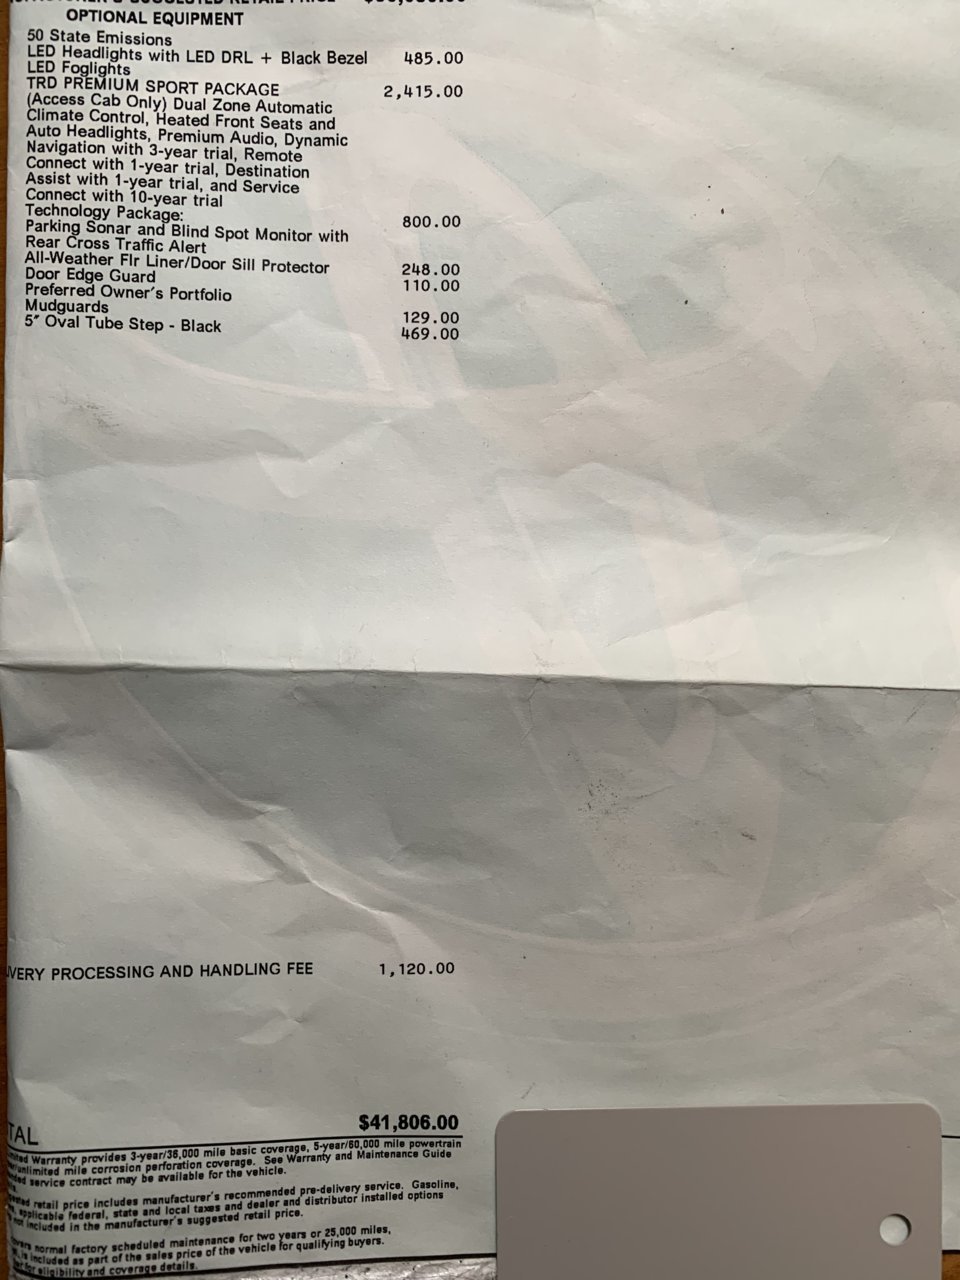 SUGGESTED RETAIL PRICE
OPTIONAL EQUIPMENT
50 State Emissions
LED Headlights with LED DRL + Black Bezel 485.00
LED Foglights
TRD PREMIUM SPORT PACKAGE 2,415.00
(Access Cab Only) Dual Zone Automatic
Climate Control, Heated Front Seats and
Auto Headlights, Premium Audio, Dynamic
Navigation with 3-year trial, Remote
Connect with 1-year trial, Destination
Assist with 1-year trial, and Service
Connect with 10-year trial
Technology Package: 800.00
Parking Sonar and Blind Spot Monitor with
Rear Cross Traffic Alert
All-Weather Flr Liner/Door Sill Protector 248.00
Door Edge Guard 110.00
Preferred Owner's Portfolio
Mudguards 129.00
5" Oval Tube Step - Black 469.00
VERY PROCESSING AND HANDLING FEE 1,120.00
TAL $41,806.00
Warranty provides 3-year/36,000 mile basic coverage, 5-year/60,000 mile powertrain
unlimited mile corrosion perforation coverage. See Warranty and Maintenance Guide
service contract may be available for the vehicle.
retail price includes manufacturer's recommended pre-delivery service. Gasoline,
applicable federal, state and local taxes and dealer and distributor installed options
not included in the manufacturer's suggested retail price.
normal factory scheduled maintenance for two years or 25,000 miles,
is included as part of the sales price of the vehicle for qualifying buyers.
for eligibility and coverage details.